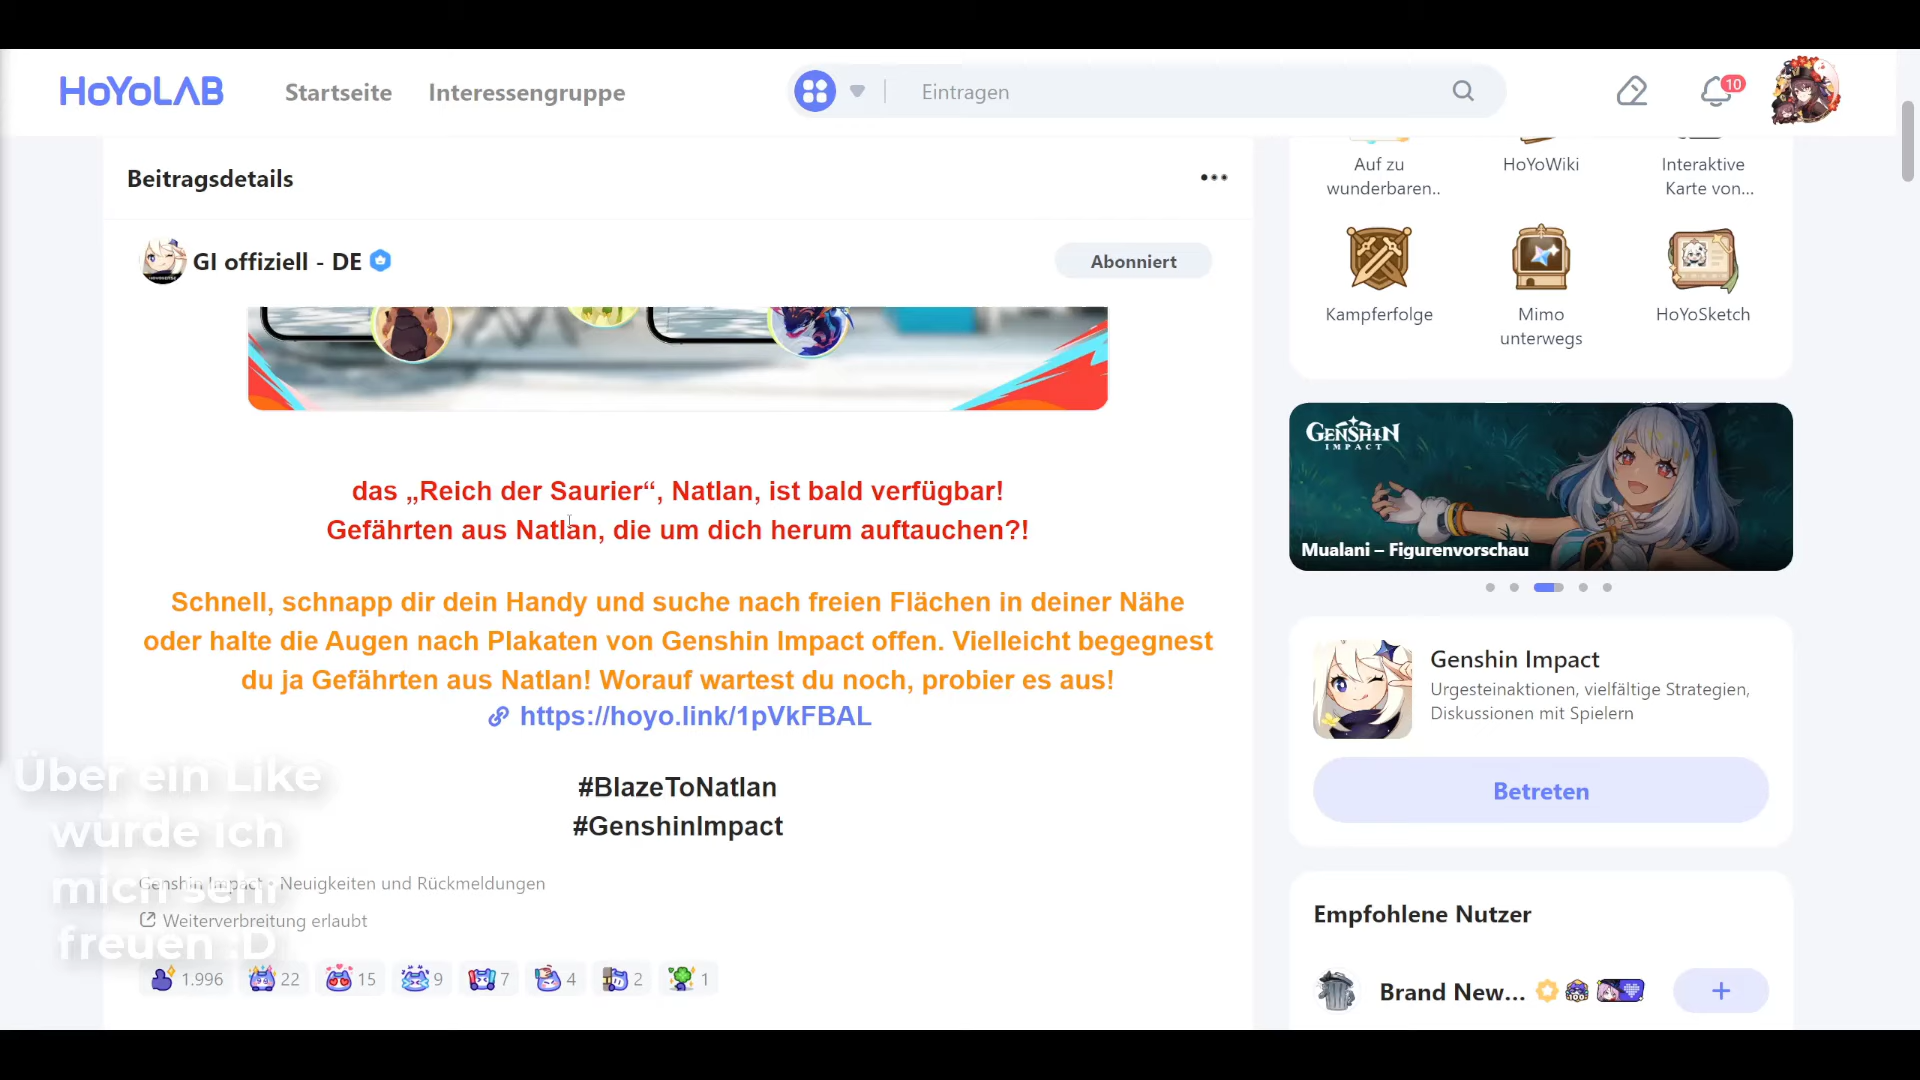 HoYoLAB
Startseite
Interessengruppe
Eintragen
10
Beitragsdetails
GI offiziell - DE
Abonniert
das „Reich der Saurier“, Natlan, ist bald verfügbar!
Gefährten aus Natlan, die um dich herum auftauchen?!
Schnell, schnapp dir dein Handy und suche nach freien Flächen in deiner Nähe
oder halte die Augen nach Plakaten von Genshin Impact offen. Vielleicht begegnest
du ja Gefährten aus Natlan! Worauf wartest du noch, probier es aus!
https://hoyo.link/1pVkFBAL
#BlazeToNatlan
#GenshinImpact
Genshin Impact · Neuigkeiten und Rückmeldungen
Weiterverbreitung erlaubt
1.996
22
15
9
7
4
2
1
Über ein Like
würde ich
mich sehr
freuen :D
Auf zu
wunderbaren..
HoYoWiki
Interaktive
Karte von...
Kampferfolge
Mimo
unterwegs
HoYoSketch
GENSHIN
IMPACT
Mualani – Figurenvorschau
Genshin Impact
Urgesteinaktionen, vielfältige Strategien,
Diskussionen mit Spielern
Betreten
Empfohlene Nutzer
Brand New...
+